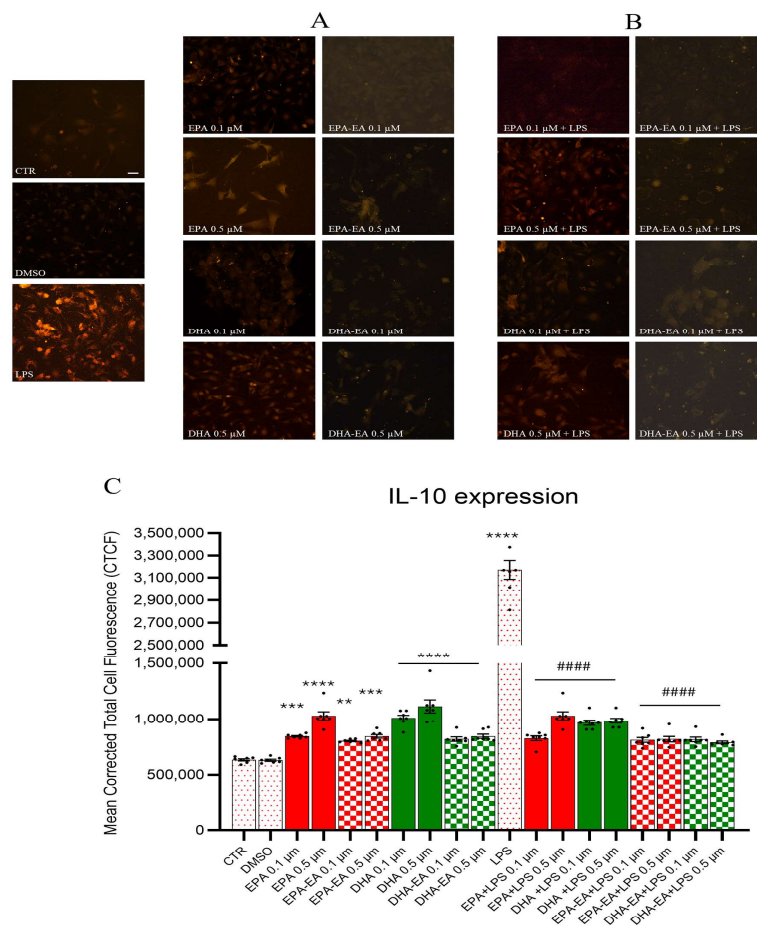 A
B
CTR
DMSO
LPS
EPA 0.1 µM
EPA-EA 0.1 µM
EPA 0.5 µM
EPA-EA 0.5 µM
DHA 0.1 µM
DHA-EA 0.1 µM
DHA 0.5 µM
DHA-EA 0.5 µM
EPA 0.1 µM + LPS
EPA-EA 0.1 µM + LPS
EPA 0.5 µM + LPS
EPA-EA 0.5 µM + LPS
DHA 0.1 µM + LPS
DHA-EA 0.1 µM + LPS
DHA 0.5 µM + LPS
DHA-EA 0.5 µM + LPS
C
IL-10 expression
Mean Corrected Total Cell Fluorescence (CTCF)
3,500,000
3,300,000
3,100,000
2,900,000
2,700,000
2,500,000
1,500,000
1,000,000
500,000
0
***
****
**
***
****
****
####
####
CTR
DMSO
EPA 0.1 µm
EPA 0.5 µm
EPA-EA 0.1 µm
EPA-EA 0.5 µm
DHA 0.1 µm
DHA 0.5 µm
DHA-EA 0.1 µm
DHA-EA 0.5 µm
LPS
EPA+LPS 0.1 µm
EPA+LPS 0.5 µm
DHA +LPS 0.1 µm
DHA +LPS 0.5 µm
EPA-EA+LPS 0.1 µm
EPA-EA+LPS 0.5 µm
DHA-EA+LPS 0.1 µm
DHA-EA+LPS 0.5 µm